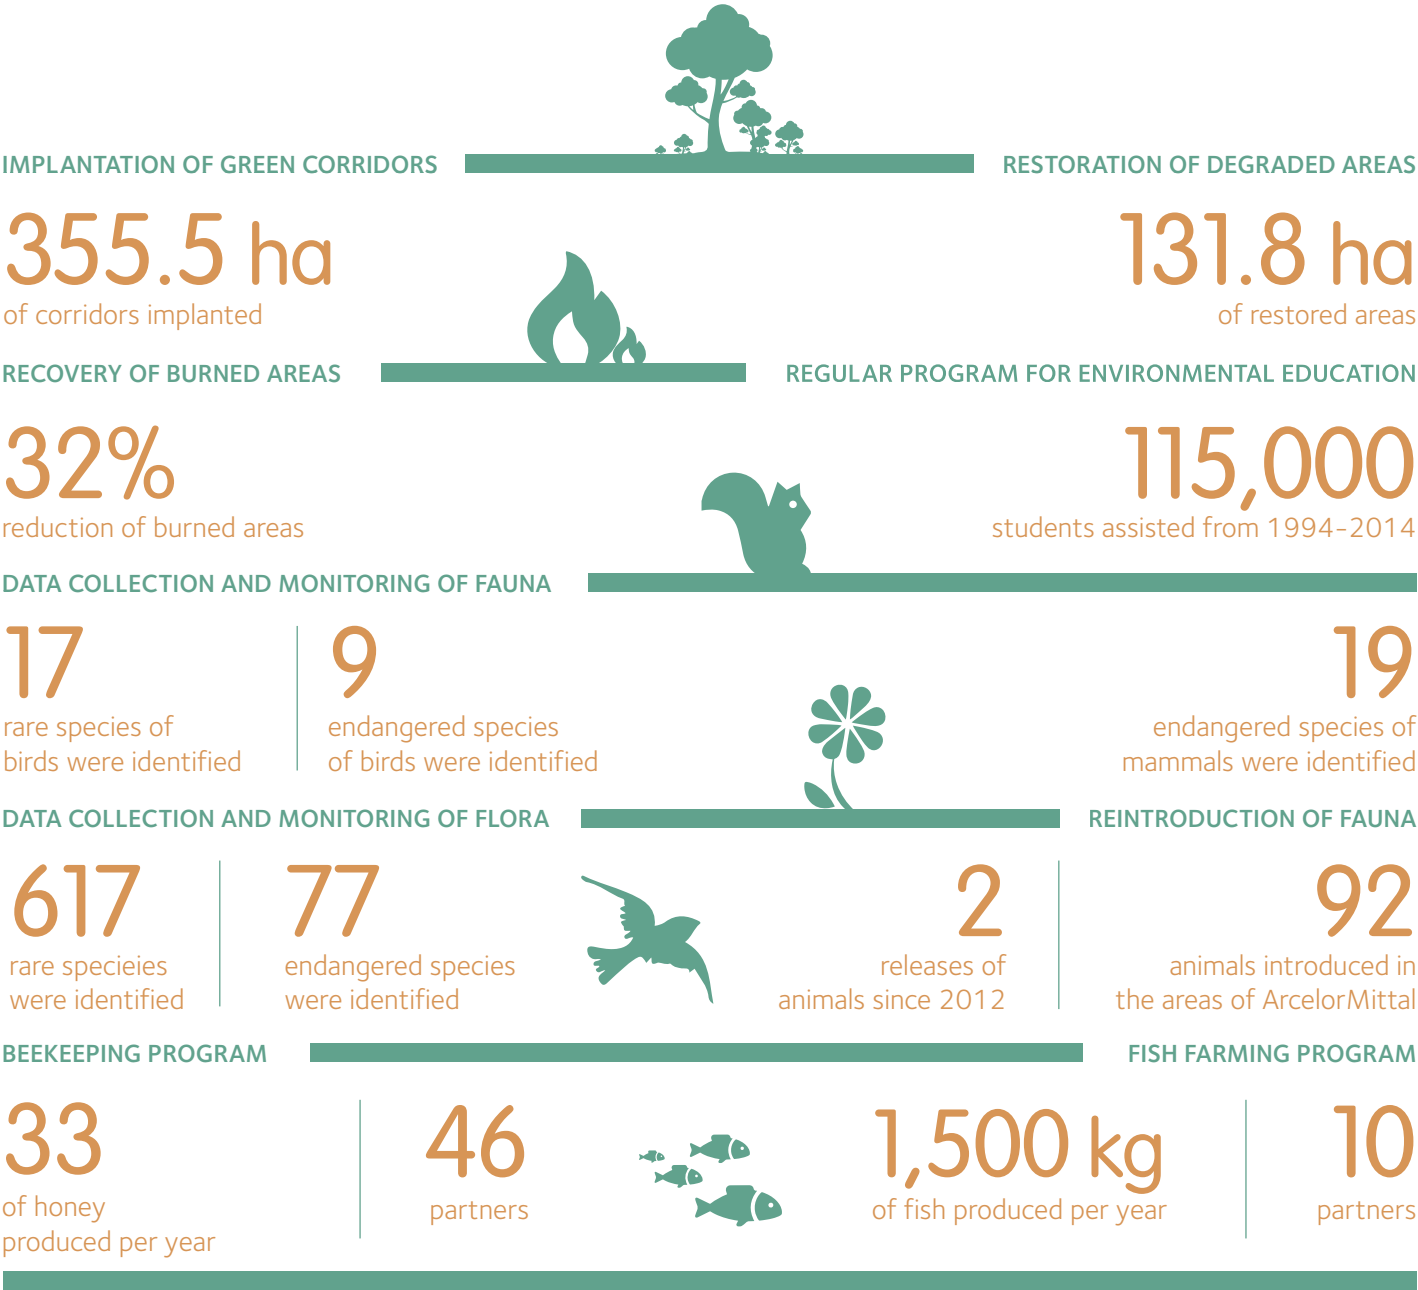 IMPLANTATION OF GREEN CORRIDORS
355.5 ha
of corridors implanted
RESTORATION OF DEGRADED AREAS
131.8 ha
of restored areas
RECOVERY OF BURNED AREAS
32%
reduction of burned areas
REGULAR PROGRAM FOR ENVIRONMENTAL EDUCATION
115,000
students assisted from 1994-2014
DATA COLLECTION AND MONITORING OF FAUNA
17
rare species of
birds were identified
9
endangered species
of birds were identified
19
endangered species of
mammals were identified
DATA COLLECTION AND MONITORING OF FLORA
617
rare specieies
were identified
77
endangered species
were identified
REINTRODUCTION OF FAUNA
2
releases of
animals since 2012
92
animals introduced in
the areas of ArcelorMittal
BEEKEEPING PROGRAM
33
of honey
produced per year
46
partners
FISH FARMING PROGRAM
1,500 kg
of fish produced per year
10
partners